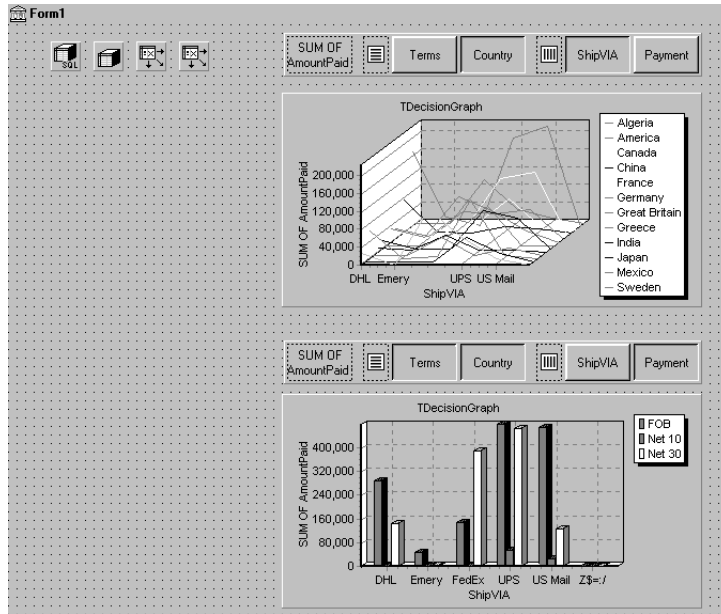 Form1
SUM OF
AmountPaid
Terms
Country
ShipVIA
Payment
SQL
TDecisionGraph
SUM OF AmountPaid
200,000
160,000
120,000
80,000
40,000
0
DHL Emery UPS US Mail
ShipVIA
Algeria
America
Canada
China
France
Germany
Great Britain
Greece
India
Japan
Mexico
Sweden
SUM OF
AmountPaid
Terms
Country
ShipVIA
Payment
TDecisionGraph
SUM OF AmountPaid
400,000
320,000
240,000
160,000
80,000
0
DHL Emery FedEx UPS US Mail Z$=:/
ShipVIA
FOB
Net 10
Net 30